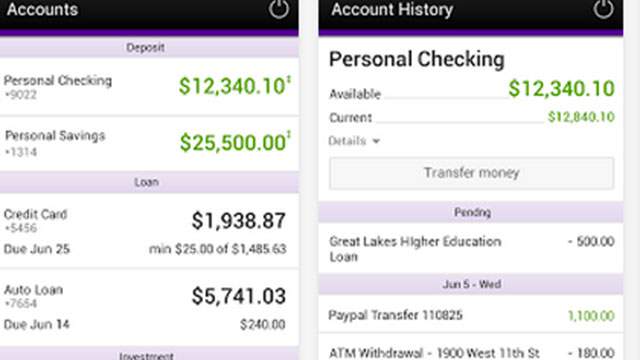 Accounts
Deposit
Personal Checking $12,340.10‡
*9022
Personal Savings $25,500.00‡
*1314
Loan
Credit Card $1,938.87
*5456
Due Jun 25 min $25.00 of $1,485.63
Auto Loan $5,741.03
*7654
Due Jun 14 $240.00
Investment
Account History
Personal Checking
Available $12,340.10
Current $12,840.10
Details
Transfer money
Pending
Great Lakes Higher Education - 500.00
Loan
Jun 5 - Wed
Paypal Transfer 110825 1,100.00
ATM Withdrawal - 1900 West 11th St - 180.00